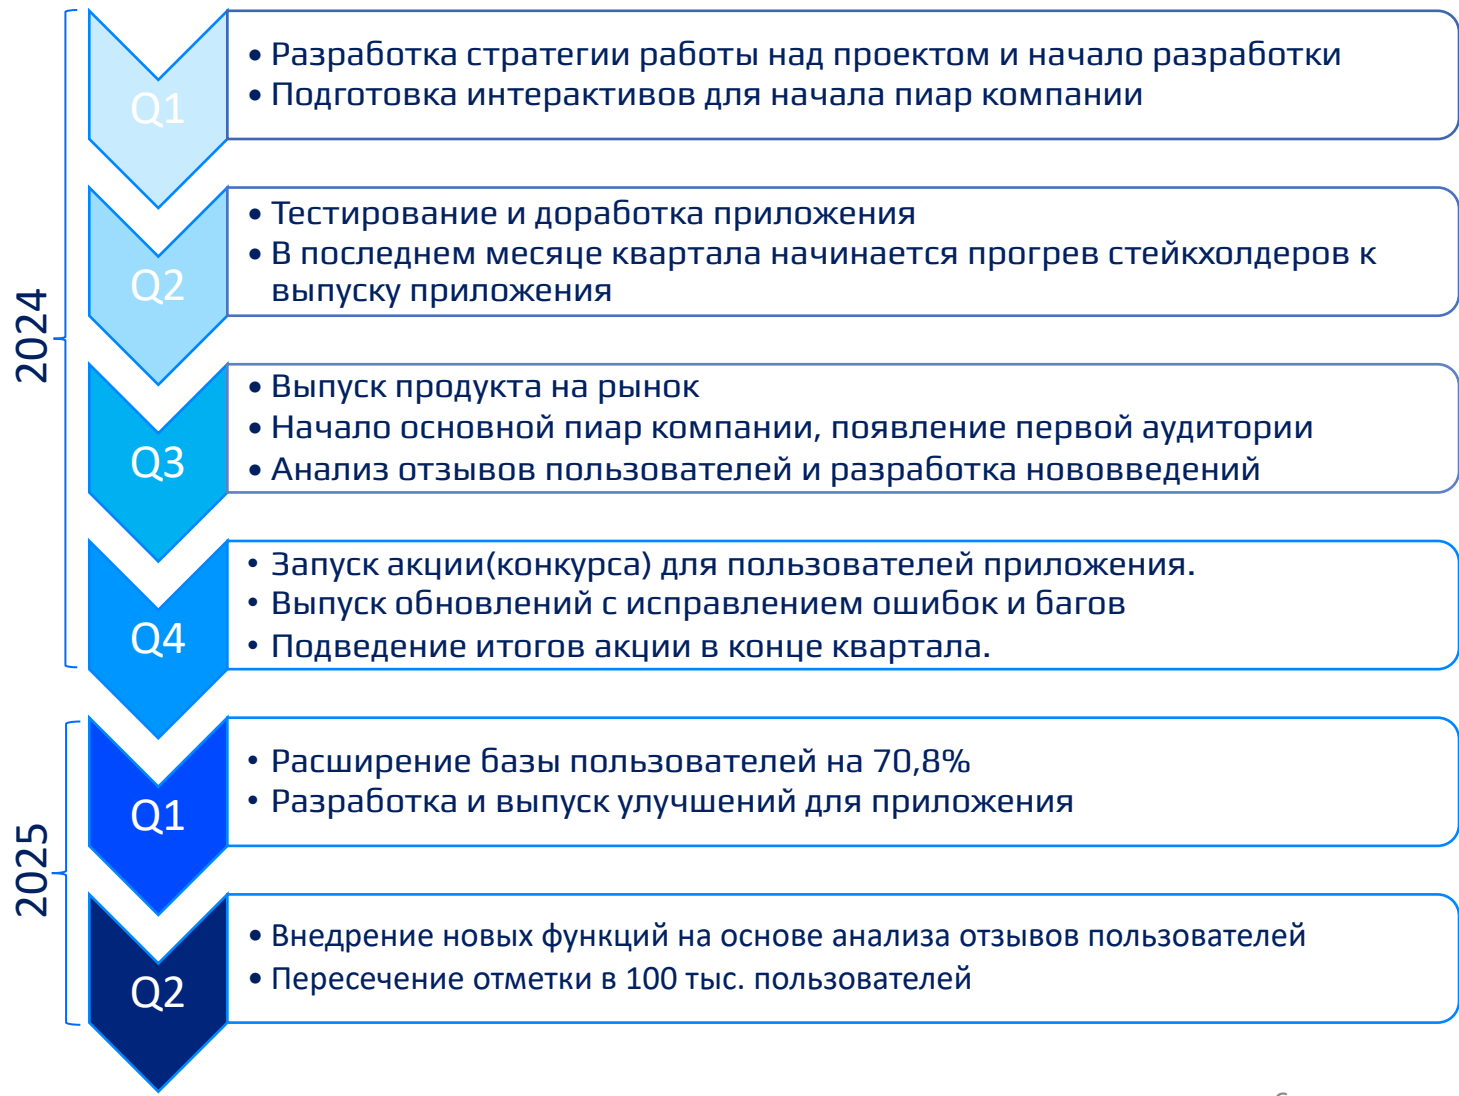 2024
Q1
• Разработка стратегии работы над проектом и начало разработки
• Подготовка интерактивов для начала пиар компании
Q2
• Тестирование и доработка приложения
• В последнем месяце квартала начинается прогрев стейкхолдеров к
выпуску приложения
Q3
• Выпуск продукта на рынок
• Начало основной пиар компании, появление первой аудитории
• Анализ отзывов пользователей и разработка нововведений
Q4
• Запуск акции(конкурса) для пользователей приложения.
• Выпуск обновлений с исправлением ошибок и багов
• Подведение итогов акции в конце квартала.
2025
Q1
• Расширение базы пользователей на 70,8%
• Разработка и выпуск улучшений для приложения
Q2
• Внедрение новых функций на основе анализа отзывов пользователей
• Пересечение отметки в 100 тыс. пользователей